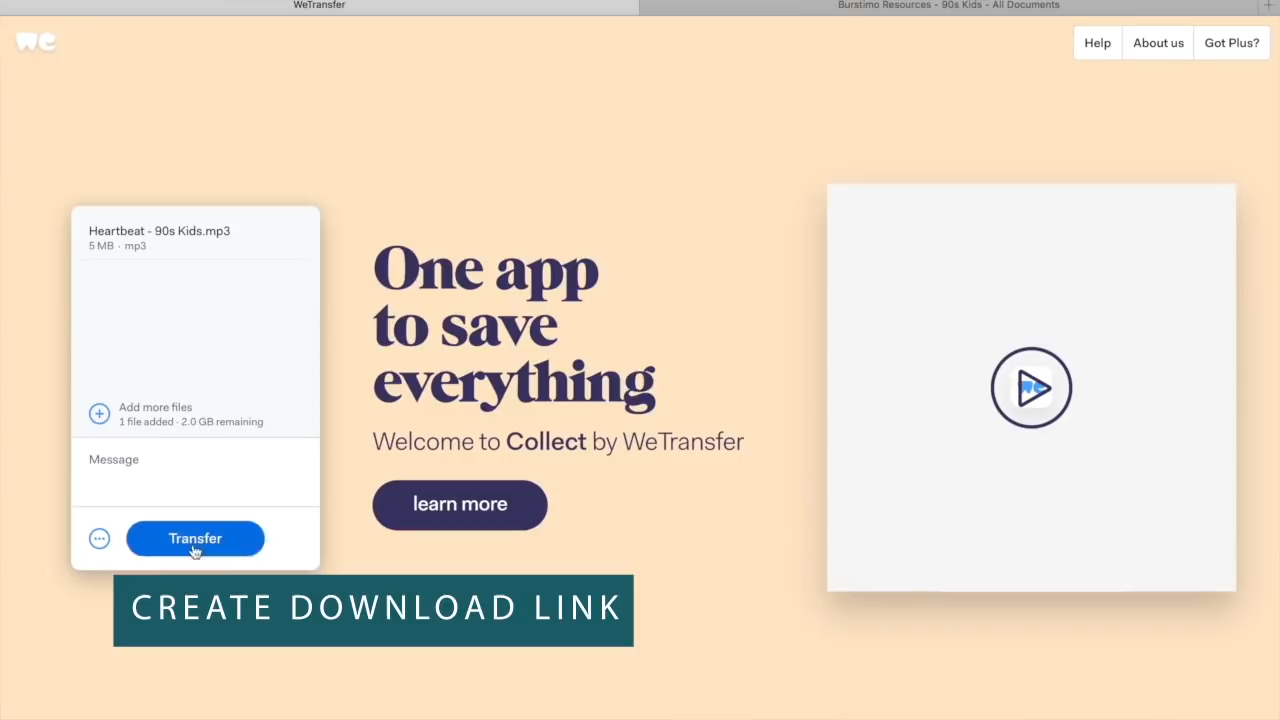 WeTransfer
Burstimo Resources - 90s Kids - All Documents
we
Help
About us
Got Plus?
Heartbeat - 90s Kids.mp3
5 MB · mp3
Add more files
1 file added · 2.0 GB remaining
Message
Transfer
One app
to save
everything
Welcome to Collect by WeTransfer
learn more
we
CREATE DOWNLOAD LINK